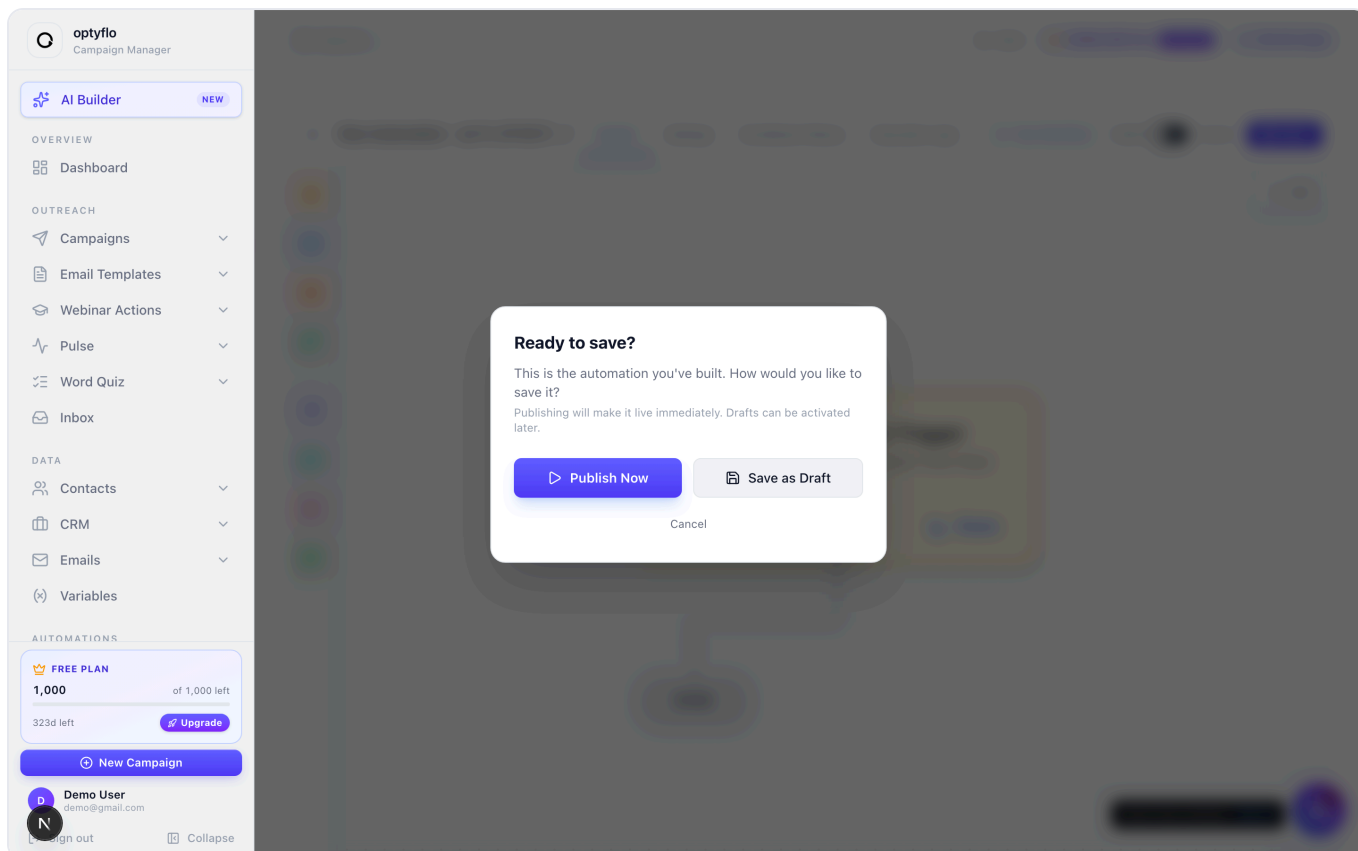 optyflo
Campaign Manager
AI Builder
NEW
OVERVIEW
Dashboard
OUTREACH
Campaigns
Email Templates
Webinar Actions
Pulse
Word Quiz
Inbox
DATA
Contacts
CRM
Emails
Variables
AUTOMATIONS
FREE PLAN
1,000
of 1,000 left
323d left
Upgrade
New Campaign
D
Demo User
demo@gmail.com
N
ign out
Collapse
Ready to save?
This is the automation you've built. How would you like to
save it?
Publishing will make it live immediately. Drafts can be activated
later.
Publish Now
Save as Draft
Cancel